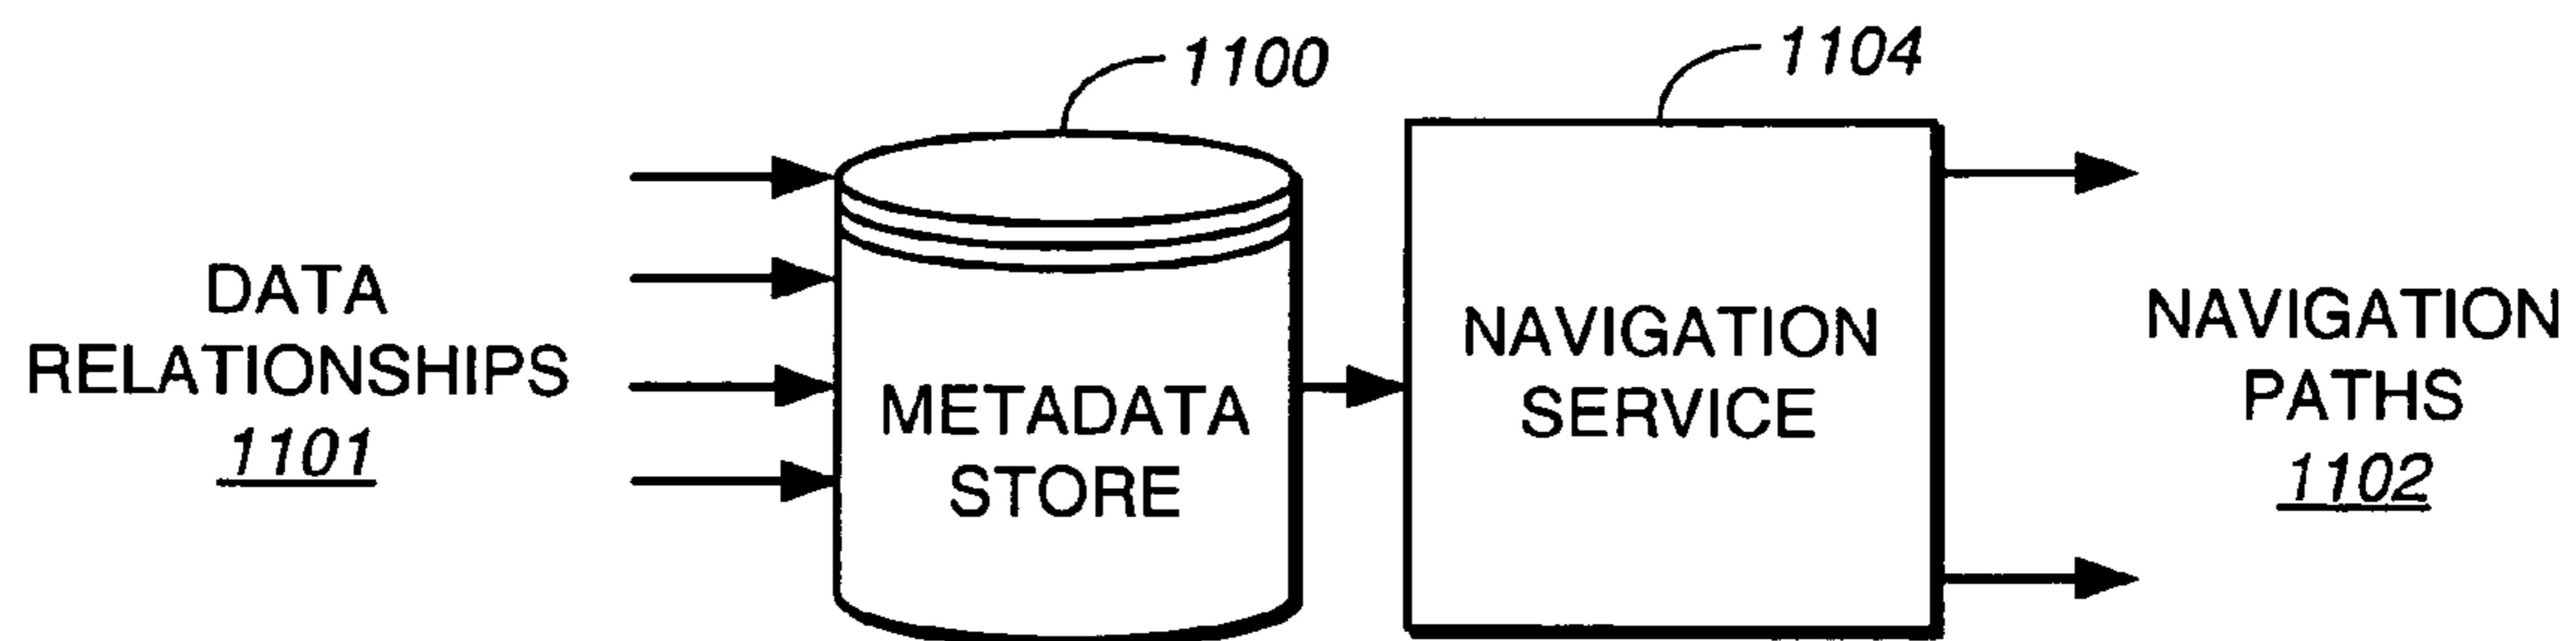 1100
1104
DATA
RELATIONSHIPS
1101
METADATA
STORE
NAVIGATION
SERVICE
NAVIGATION
PATHS
1102